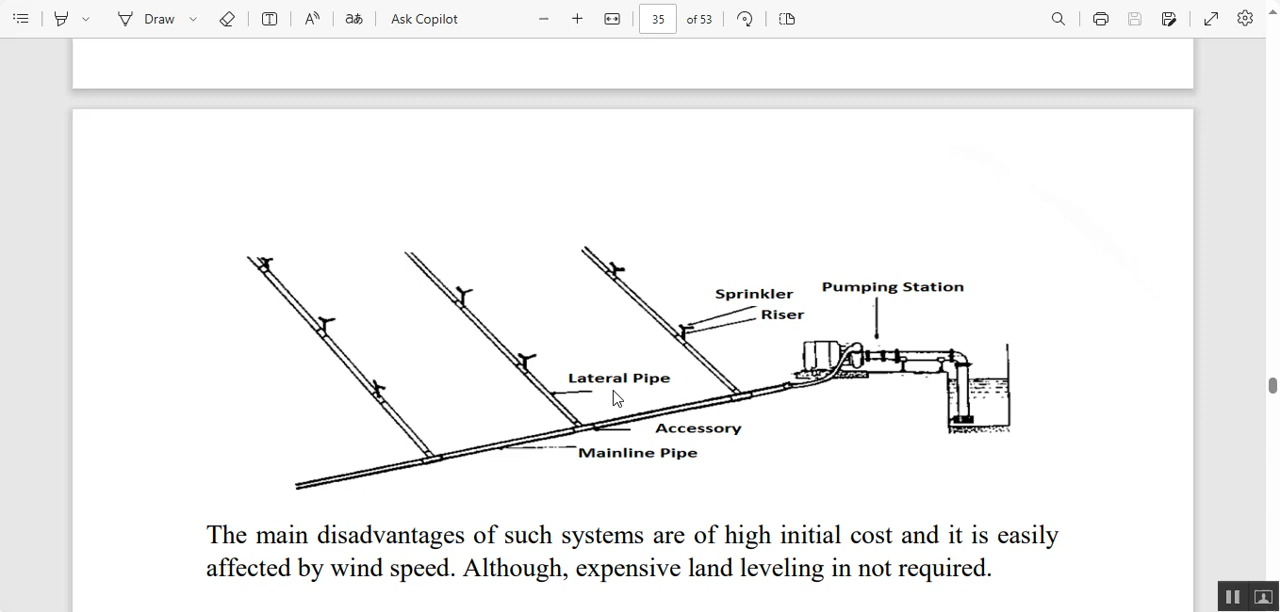 Draw
aあ
Ask Copilot
35 of 53
Sprinkler
Pumping Station
Riser
Lateral Pipe
Accessory
Mainline Pipe
The main disadvantages of such systems are of high initial cost and it is easily
affected by wind speed. Although, expensive land leveling in not required.